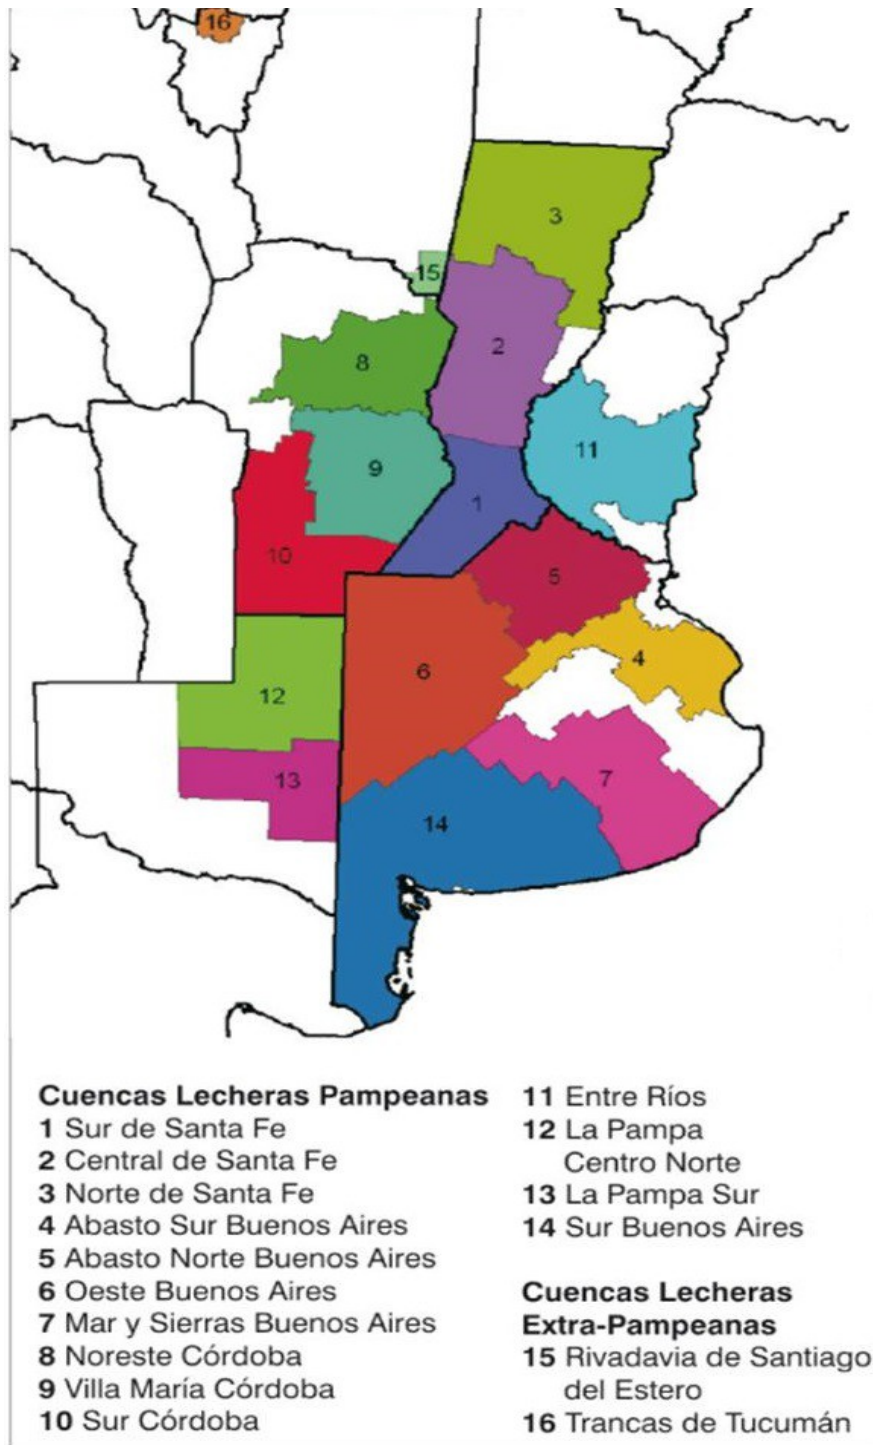 16
3
15
2
8
11
9
1
10
5
4
6
12
7
13
14
Cuencas Lecheras Pampeanas
1 Sur de Santa Fe
2 Central de Santa Fe
3 Norte de Santa Fe
4 Abasto Sur Buenos Aires
5 Abasto Norte Buenos Aires
6 Oeste Buenos Aires
7 Mar y Sierras Buenos Aires
8 Noreste Córdoba
9 Villa María Córdoba
10 Sur Córdoba
11 Entre Ríos
12 La Pampa
Centro Norte
13 La Pampa Sur
14 Sur Buenos Aires
Cuencas Lecheras
Extra-Pampeanas
15 Rivadavia de Santiago
del Estero
16 Trancas de Tucumán